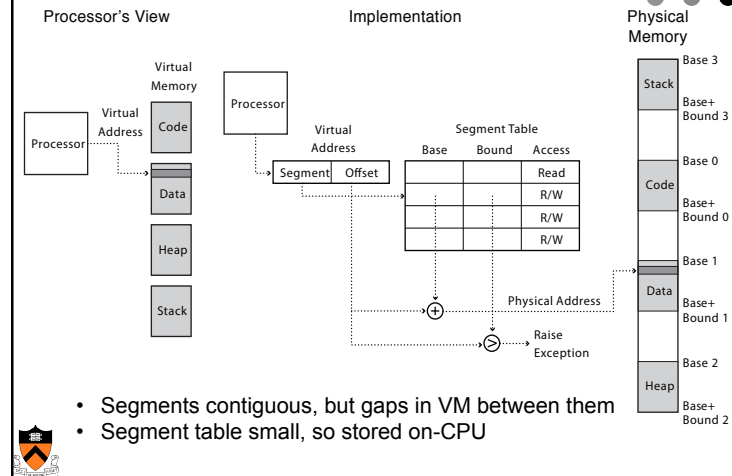 Processor's View
Implementation
Physical
Memory
Virtual
Memory
Processor
Virtual
Address
Code
Data
Heap
Stack
Processor
Virtual
Address
Segment Offset
Segment Table
Base Bound Access
Read
R/W
R/W
R/W
Physical Address
Raise
Exception
Base 3
Stack
Base+
Bound 3
Base 0
Code
Base+
Bound 0
Base 1
Data
Base+
Bound 1
Base 2
Heap
Base+
Bound 2
• Segments contiguous, but gaps in VM between them
• Segment table small, so stored on-CPU